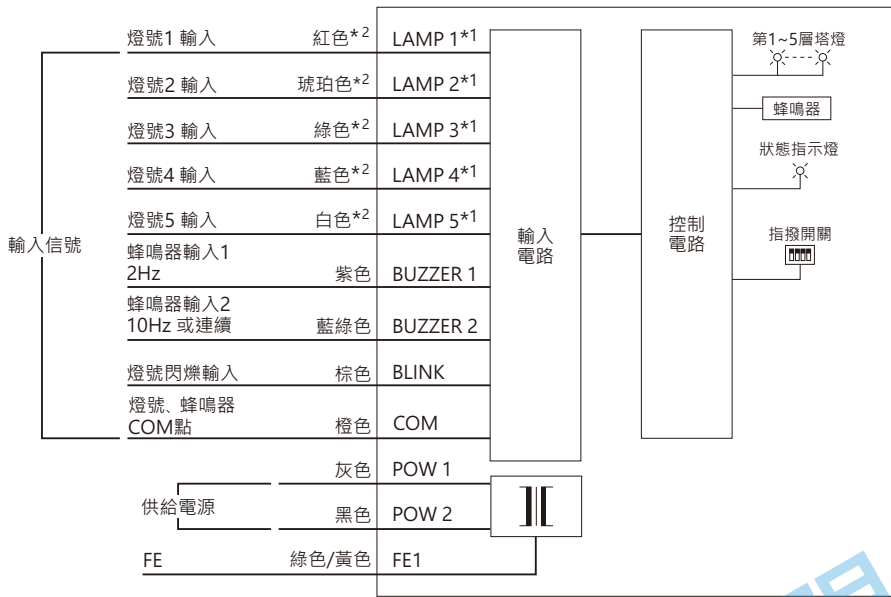 燈號1 輸入 紅色*2 LAMP 1*1
燈號2 輸入 琥珀色*2 LAMP 2*1
燈號3 輸入 綠色*2 LAMP 3*1
燈號4 輸入 藍色*2 LAMP 4*1
燈號5 輸入 白色*2 LAMP 5*1
輸入信號
蜂鳴器輸入1
2Hz 紫色 BUZZER 1
蜂鳴器輸入2
10Hz 或連續 藍綠色 BUZZER 2
燈號閃爍輸入 棕色 BLINK
燈號、蜂鳴器
COM點 橙色 COM
供給電源
灰色 POW 1
黑色 POW 2
FE 綠色/黃色 FE1
輸入
電路
控制
電路
第1~5層塔燈
蜂鳴器
狀態指示燈
指撥開關